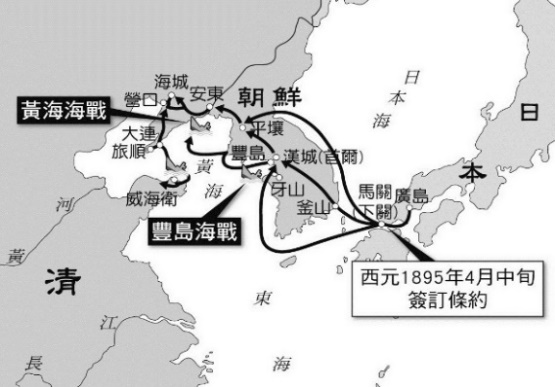 海城
營口
安東
朝鮮
日本海
日本
黃海海戰
大連
旅順
平壤
黃海
豐島
漢城(首爾)
牙山
威海衛
釜山
馬關
(下關)
廣島
豐島海戰
黃河
清
西元1895年4月中旬
簽訂條約
東海
長江